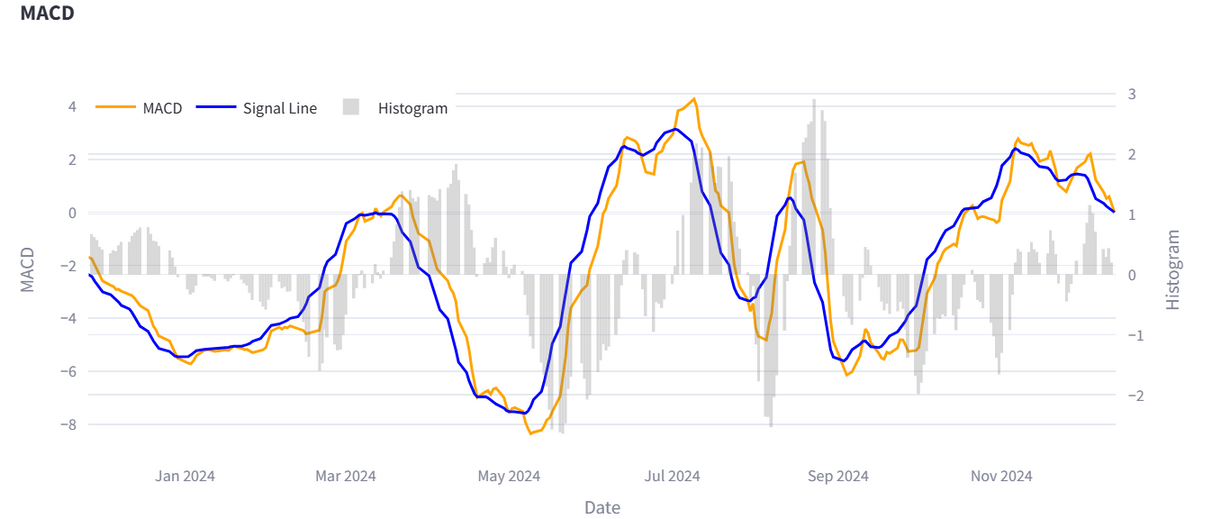 MACD
MACD Signal Line Histogram
4
2
0
−2
−4
−6
−8
MACD
3
2
1
0
−1
−2
Histogram
Jan 2024 Mar 2024 May 2024 Jul 2024 Sep 2024 Nov 2024
Date